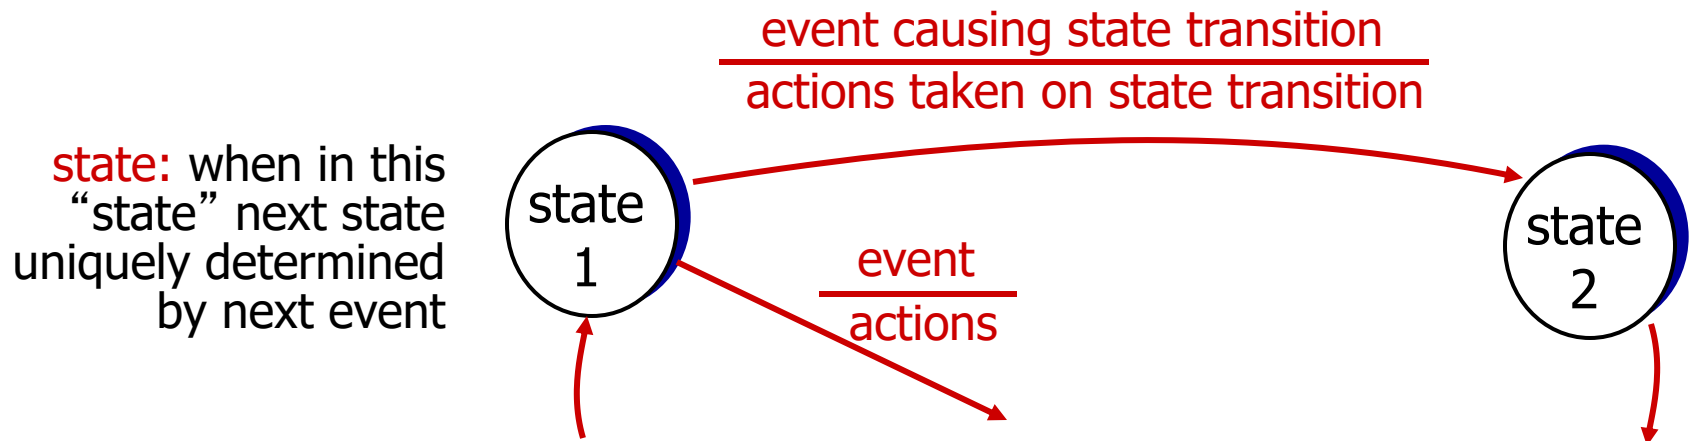 event causing state transition
actions taken on state transition
state: when in this
“state” next state
uniquely determined
by next event
state
1
event
actions
state
2